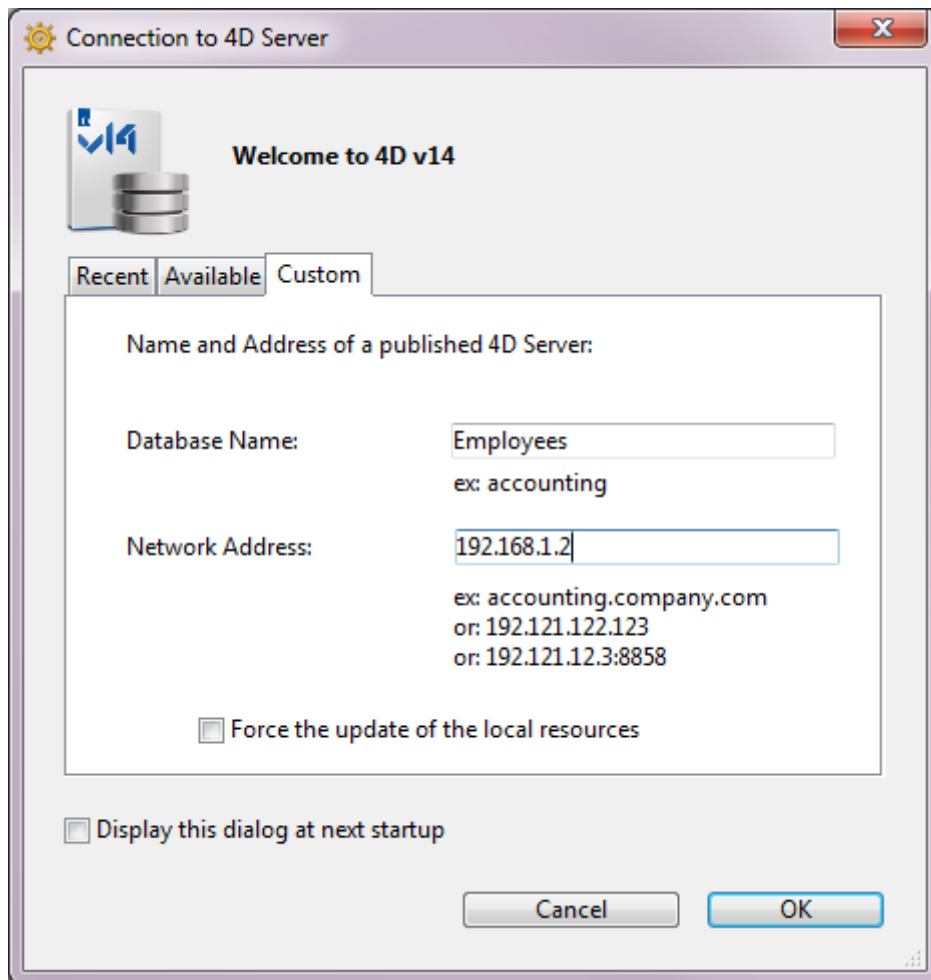 Connection to 4D Server
v14
Welcome to 4D v14
Recent Available Custom
Name and Address of a published 4D Server:
Database Name: Employees
ex: accounting
Network Address: 192.168.1.2
ex: accounting.company.com
or: 192.121.122.123
or: 192.121.12.3:8858
Force the update of the local resources
Display this dialog at next startup
Cancel OK